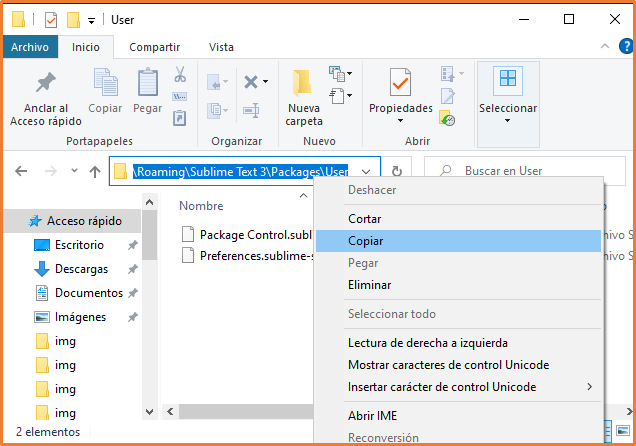 User
Archivo Inicio Compartir Vista
Anclar al
Acceso rápido
Copiar
Pegar
Nueva
carpeta
Propiedades
Seleccionar
Portapapeles Organizar Nuevo Abrir
\Roaming\Sublime Text 3\Packages\User
Buscar en User
Acceso rápido
Escritorio
Descargas
Documentos
Imágenes
img
img
img
img
Nombre
Package Control.subl
Preferences.sublime-s
Deshacer
Cortar
Copiar
Pegar
Eliminar
Seleccionar todo
Lectura de derecha a izquierda
Mostrar caracteres de control Unicode
Insertar carácter de control Unicode
Abrir IME
Reconversión
2 elementos